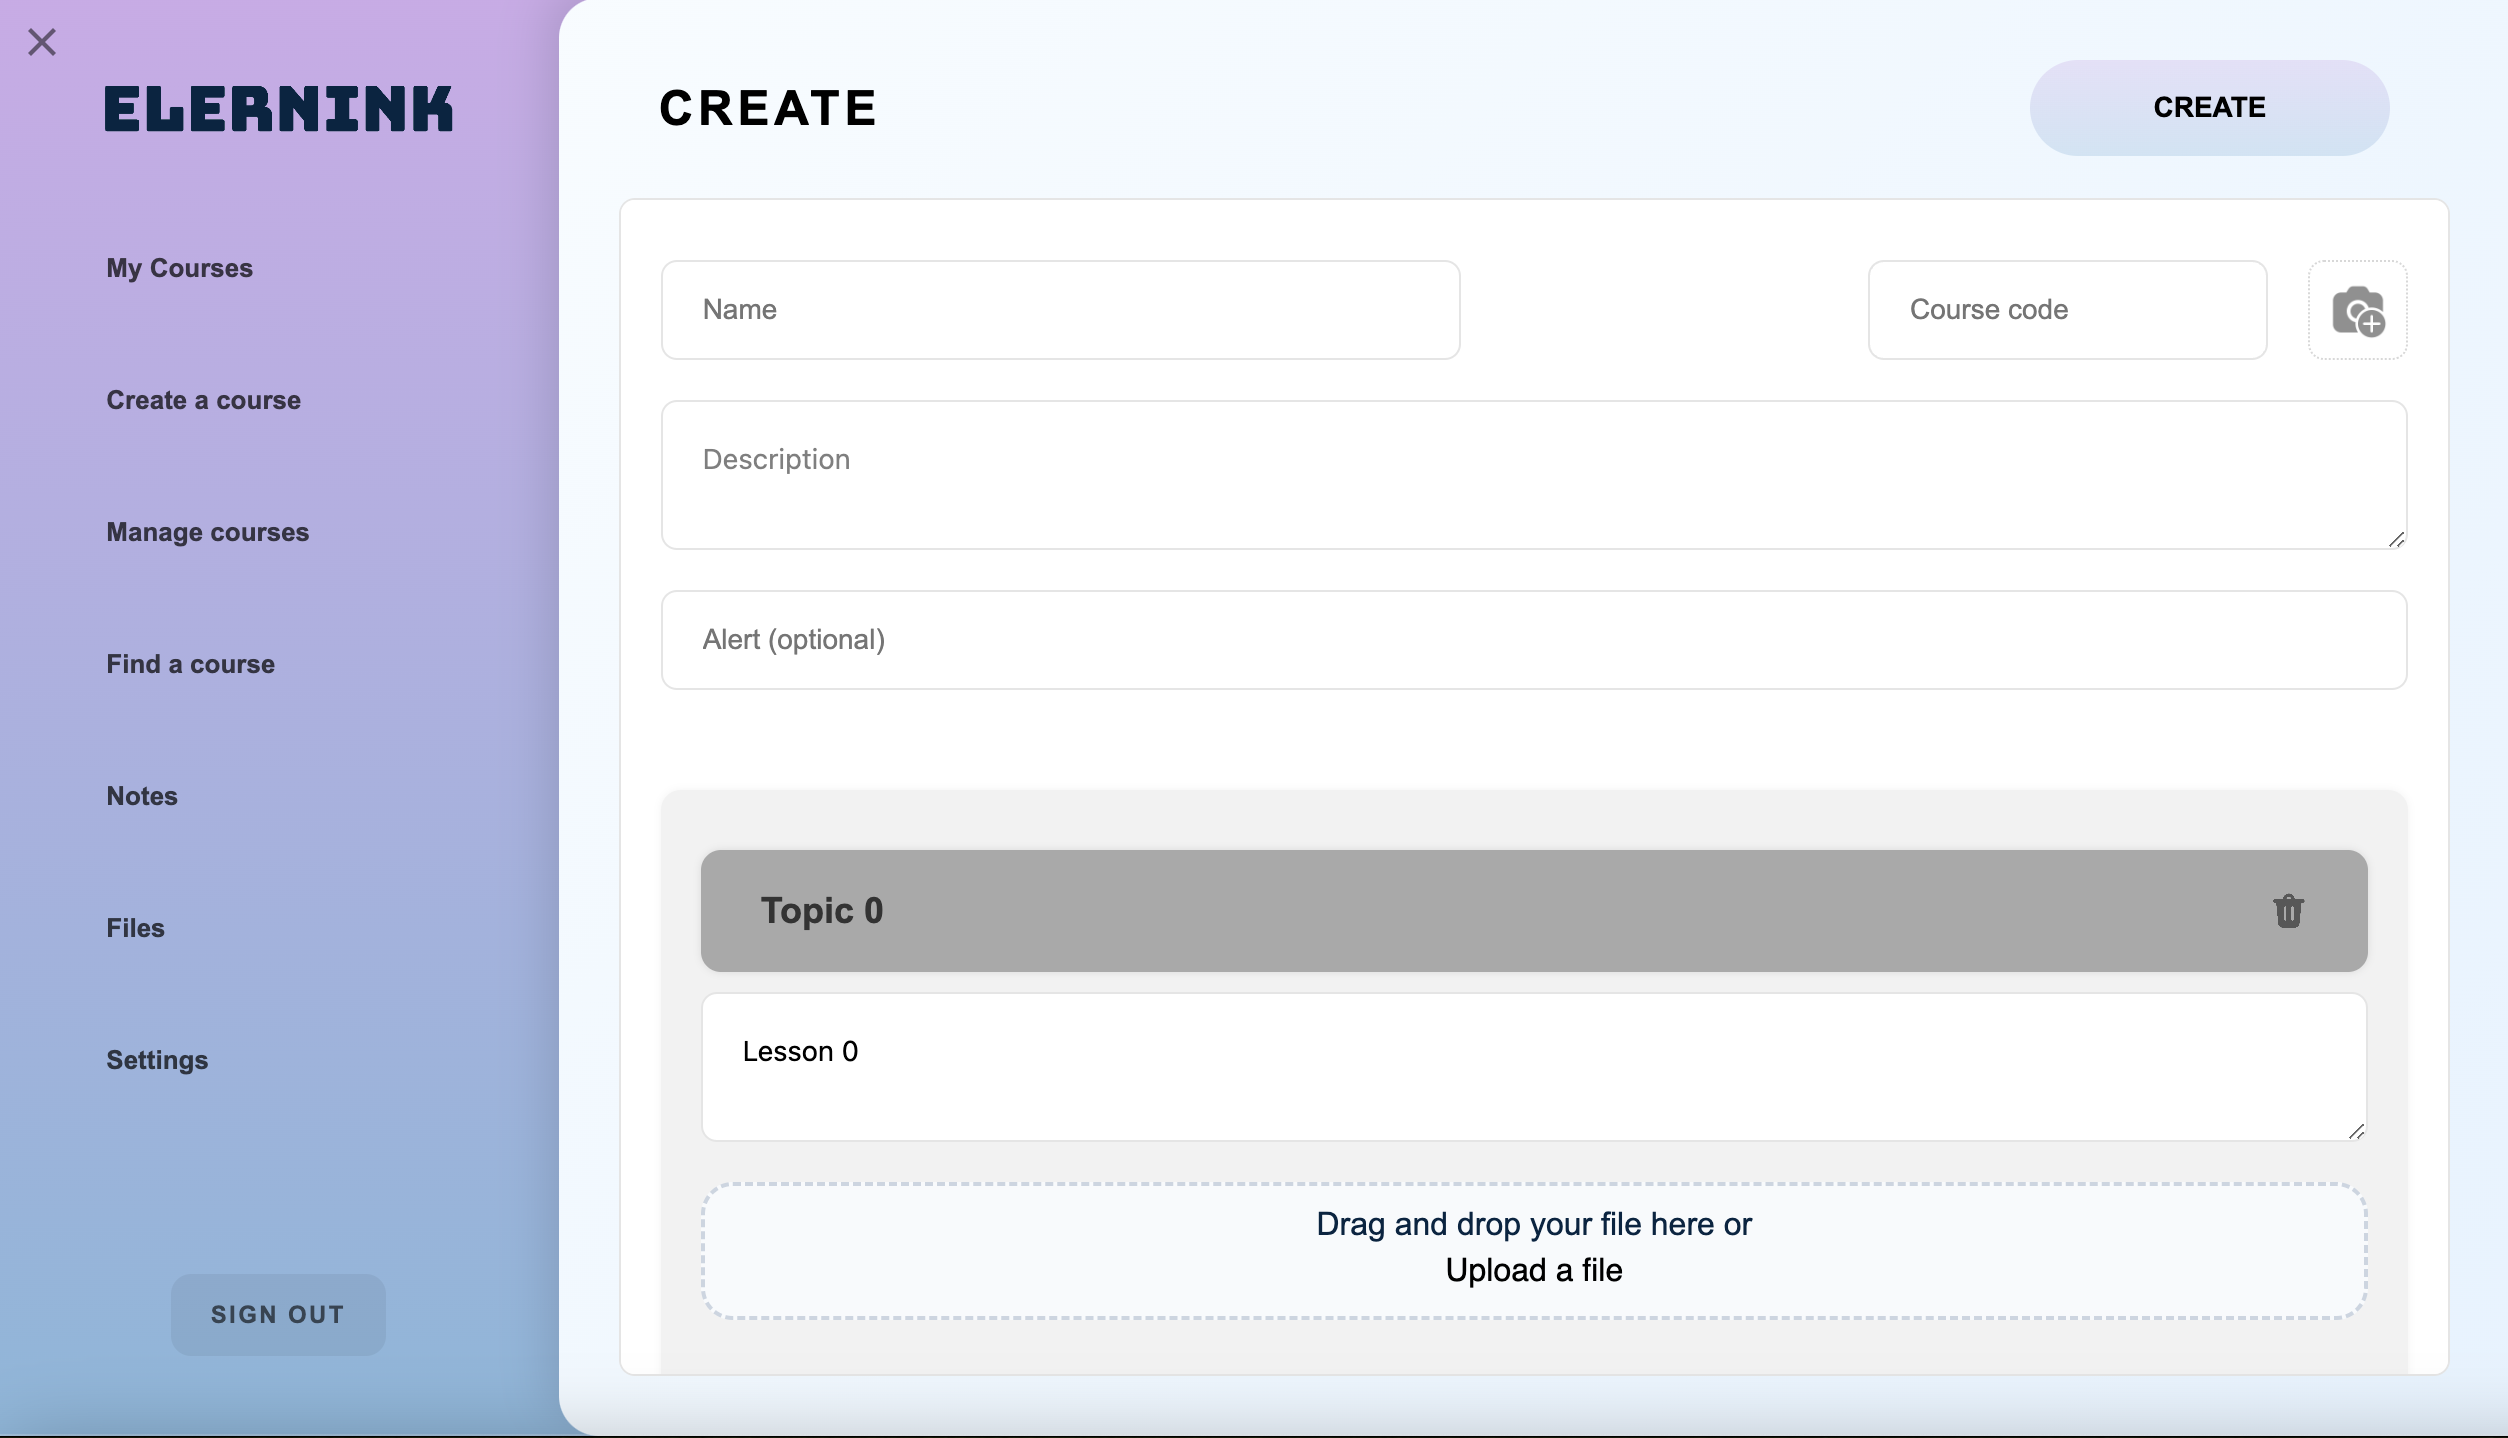 ELERNINK
My Courses
Create a course
Manage courses
Find a course
Notes
Files
Settings
SIGN OUT
CREATE
CREATE
Name
Course code
Description
Alert (optional)
Topic 0
Lesson 0
Drag and drop your file here or
Upload a file